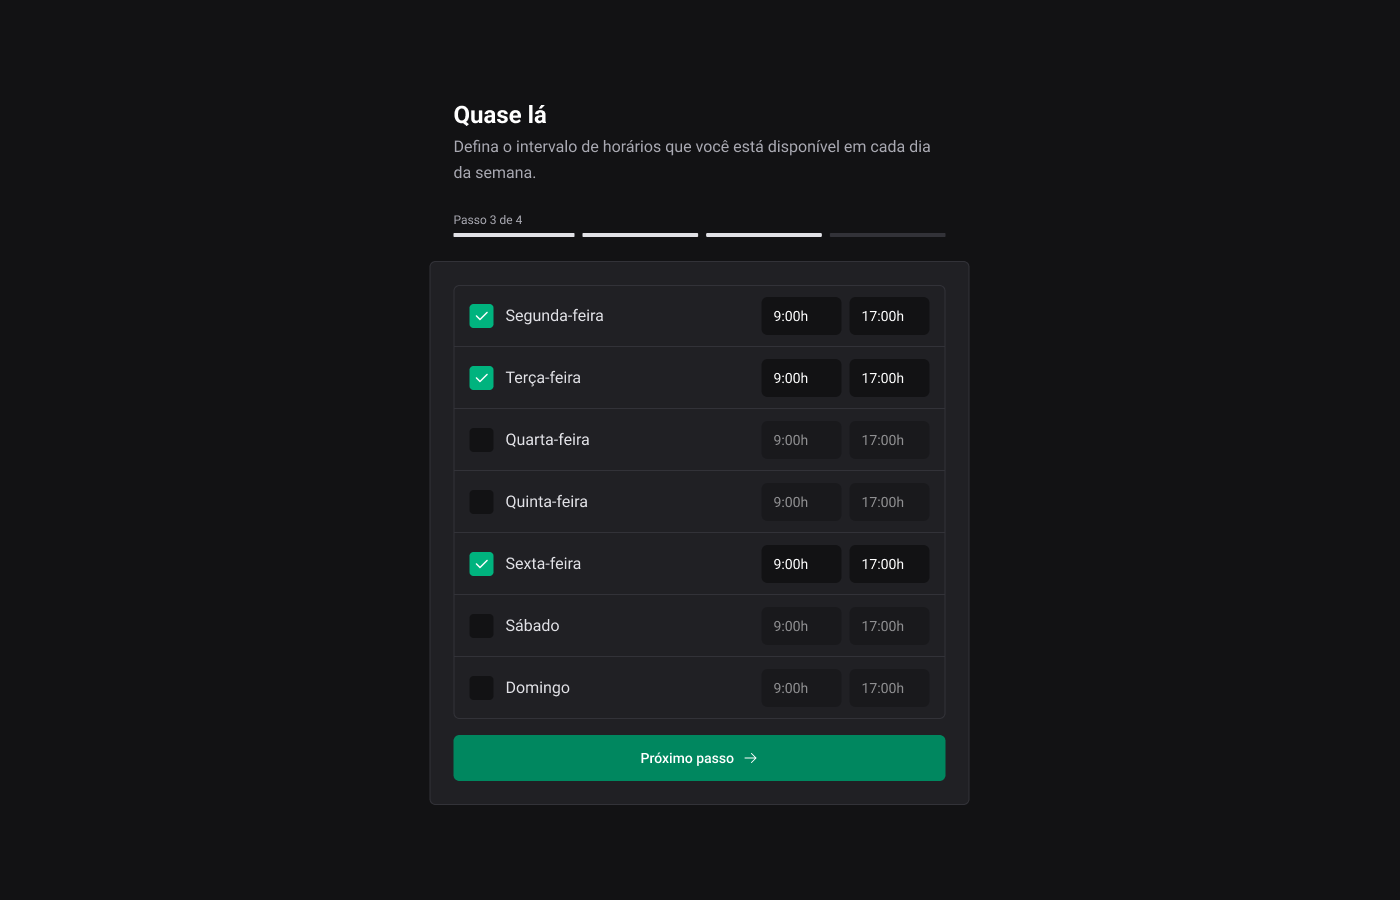 Quase lá
Defina o intervalo de horários que você está disponível em cada dia
da semana.
Passo 3 de 4
Segunda-feira 9:00h 17:00h
Terça-feira 9:00h 17:00h
Quarta-feira 9:00h 17:00h
Quinta-feira 9:00h 17:00h
Sexta-feira 9:00h 17:00h
Sábado 9:00h 17:00h
Domingo 9:00h 17:00h
Próximo passo →